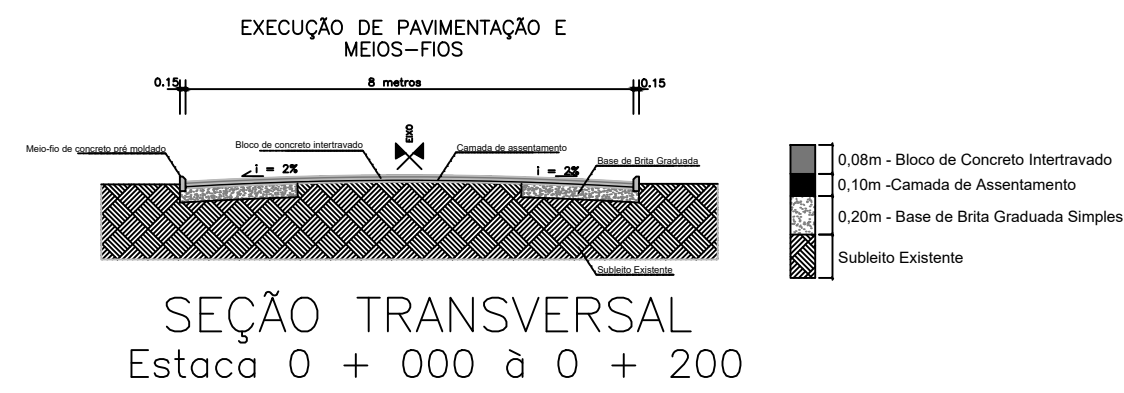 EXECUÇÃO DE PAVIMENTAÇÃO E
MEIOS-FIOS
0.15
8 metros
0.15
EIXO
Meio-fio de concreto pré moldado
Bloco de concreto intertravado
Camada de assentamento
Base de Brita Graduada
i = 2%
i = 2%
Subleito Existente
0,08m - Bloco de Concreto Intertravado
0,10m -Camada de Assentamento
0,20m - Base de Brita Graduada Simples
Subleito Existente
SEÇÃO TRANSVERSAL
Estaca 0 + 000 à 0 + 200